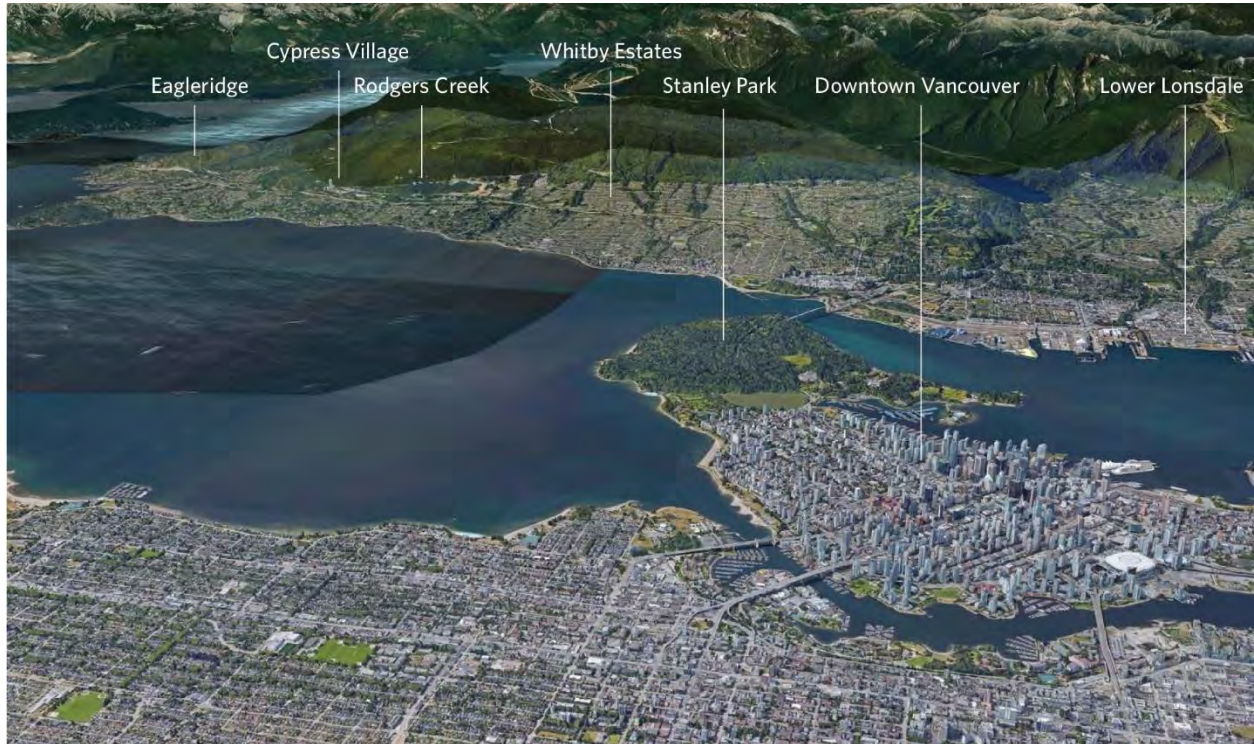 Cypress Village
Whitby Estates
Eagleridge
Rodgers Creek
Stanley Park
Downtown Vancouver
Lower Lonsdale